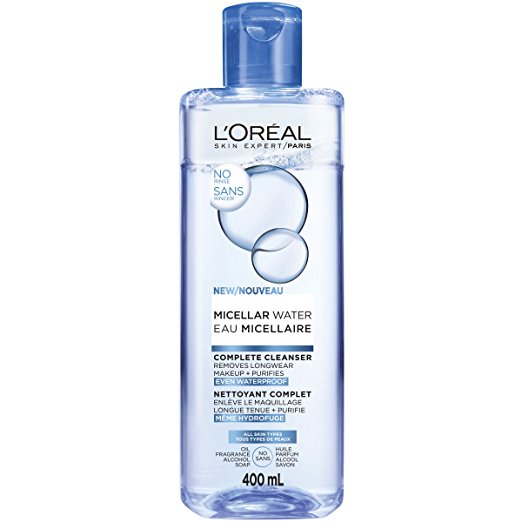 L'ORÉAL
SKIN EXPERT/PARIS
NO
RINSE
SANS
RINCER
NEW/NOUVEAU
MICELLAR WATER
EAU MICELLAIRE
COMPLETE CLEANSER
REMOVES LONGWEAR
MAKEUP + PURIFIES
EVEN WATERPROOF
NETTOYANT COMPLET
ENLÈVE LE MAQUILLAGE
LONGUE TENUE + PURIFIE
MÊME HYDROFUGE
ALL SKIN TYPES
TOUS TYPES DE PEAUX
OIL
FRAGRANCE
ALCOHOL
SOAP
NO
SANS
HUILE
PARFUM
ALCOOL
SAVON
400 mL